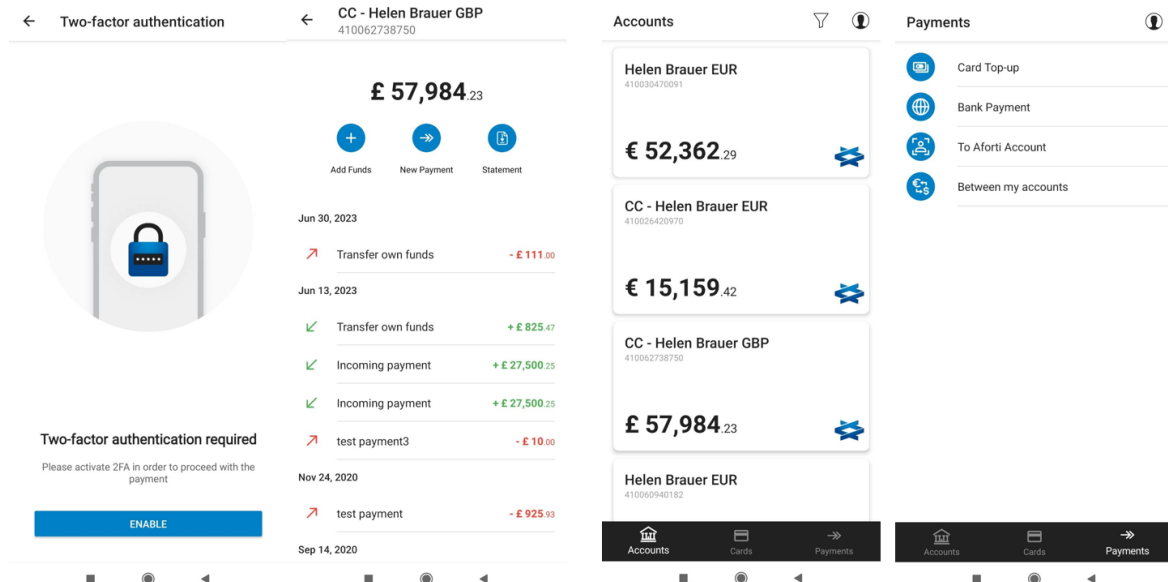 Two-factor authentication
Two-factor authentication required
Please activate 2FA in order to proceed with the
payment
ENABLE
CC - Helen Brauer GBP
410062738750
£ 57,984.23
Add Funds
New Payment
Statement
Jun 30, 2023
Transfer own funds - £ 111.00
Jun 13, 2023
Transfer own funds + £ 825.47
Incoming payment + £ 27,500.25
Incoming payment + £ 27,500.25
test payment3 - £ 10.00
Nov 24, 2020
test payment - £ 925.93
Sep 14, 2020
Accounts
Helen Brauer EUR
410030470091
€ 52,362.29
CC - Helen Brauer EUR
410026420970
€ 15,159.42
CC - Helen Brauer GBP
410062738750
£ 57,984.23
Helen Brauer EUR
410060940182
Accounts
Cards
Payments
Payments
Card Top-up
Bank Payment
To Aforti Account
Between my accounts
Accounts
Cards
Payments